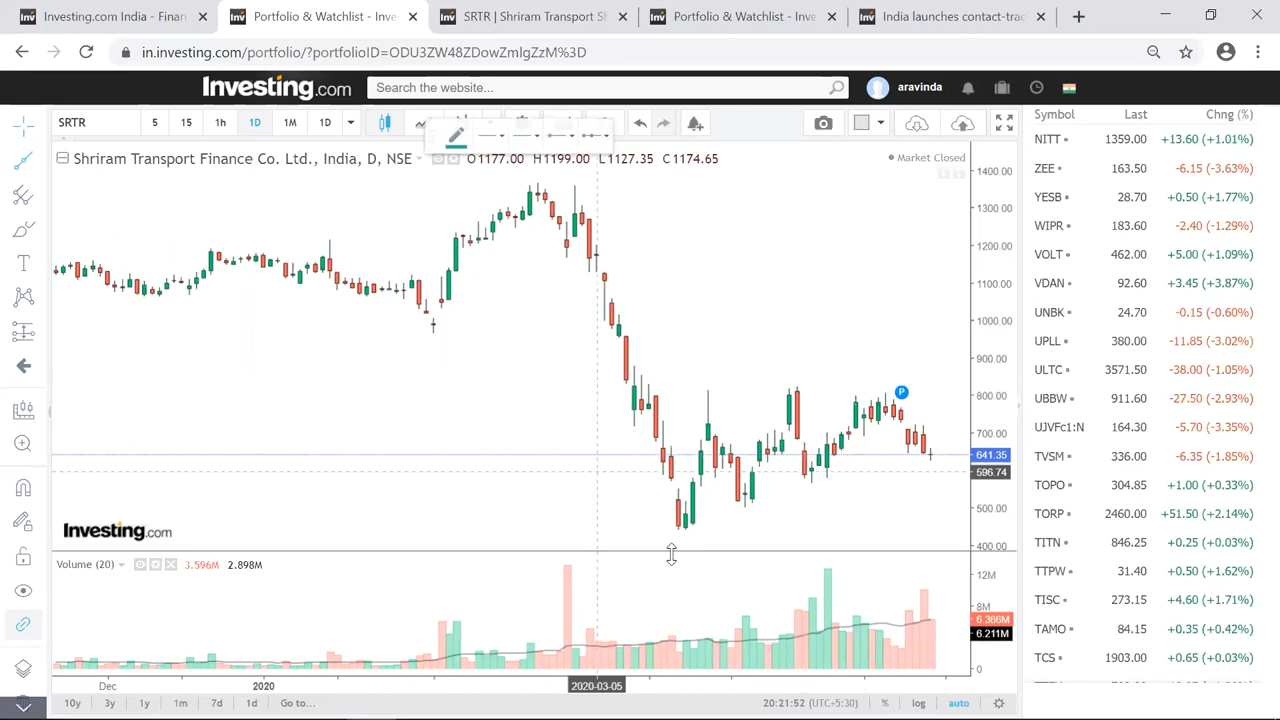 Investing.com India - Finan
Portfolio & Watchlist - Inves
SRTR | Shriram Transport Sh
Portfolio & Watchlist - Inve
India launches contact-trac
in.investing.com/portfolio/?portfolioID=ODU3ZW48ZDowZmIgZzM%3D
Investing.com
Search the website...
aravinda
SRTR 5 15 1h 1D 1M 1D
Shriram Transport Finance Co. Ltd., India, D, NSE
O1177.00 H1199.00 L1127.35 C1174.65
Market Closed
1400.00
1300.00
1200.00
1100.00
1000.00
900.00
800.00
700.00
641.35
596.74
500.00
400.00
P
Investing.com
Volume (20) 3.596M 2.898M
12M
8M
6.366M
6.211M
0
Dec 2020 2020-03-05
10y 3y 1y 1m 7d 1d Go to...
20:21:52 (UTC+5:30) % log auto
Symbol Last Chng (%)
NITT 1359.00 +13.60 (+1.01%)
ZEE 163.50 -6.15 (-3.63%)
YESB 28.70 +0.50 (+1.77%)
WIPR 183.60 -2.40 (-1.29%)
VOLT 462.00 +5.00 (+1.09%)
VDAN 92.60 +3.45 (+3.87%)
UNBK 24.70 -0.15 (-0.60%)
UPLL 380.00 -11.85 (-3.02%)
ULTC 3571.50 -38.00 (-1.05%)
UBBW 911.60 -27.50 (-2.93%)
UJVFc1:N 164.30 -5.70 (-3.35%)
TVSM 336.00 -6.35 (-1.85%)
TOPO 304.85 +1.00 (+0.33%)
TORP 2460.00 +51.50 (+2.14%)
TITN 846.25 +0.25 (+0.03%)
TTPW 31.40 +0.50 (+1.62%)
TISC 273.15 +4.60 (+1.71%)
TAMO 84.15 +0.35 (+0.42%)
TCS 1903.00 +0.65 (+0.03%)